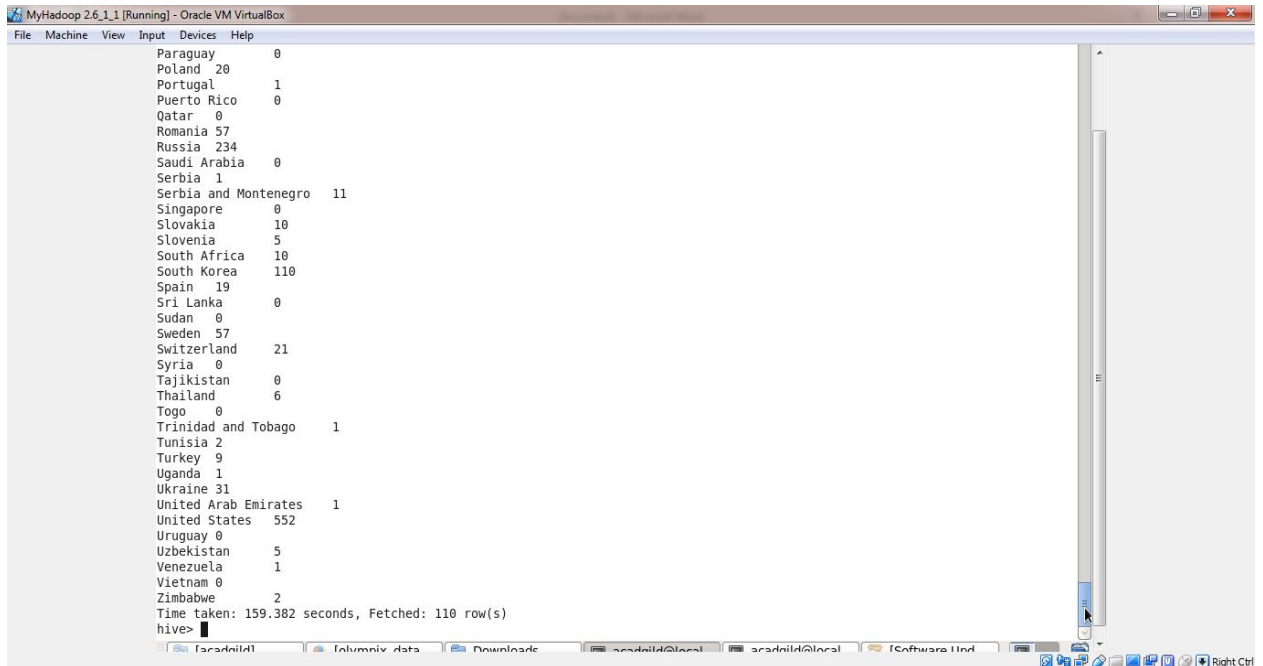 MyHadoop 2.6_1_1 [Running] - Oracle VM VirtualBox
File Machine View Input Devices Help
Paraguay 0
Poland 20
Portugal 1
Puerto Rico 0
Qatar 0
Romania 57
Russia 234
Saudi Arabia 0
Serbia 1
Serbia and Montenegro 11
Singapore 0
Slovakia 10
Slovenia 5
South Africa 10
South Korea 110
Spain 19
Sri Lanka 0
Sudan 0
Sweden 57
Switzerland 21
Syria 0
Tajikistan 0
Thailand 6
Togo 0
Trinidad and Tobago 1
Tunisia 2
Turkey 9
Uganda 1
Ukraine 31
United Arab Emirates 1
United States 552
Uruguay 0
Uzbekistan 5
Venezuela 1
Vietnam 0
Zimbabwe 2
Time taken: 159.382 seconds, Fetched: 110 row(s)
hive>
[acadgild] [olympix_data Downloads acadgild@local acadgild@local [Software Upd
Right Ctrl